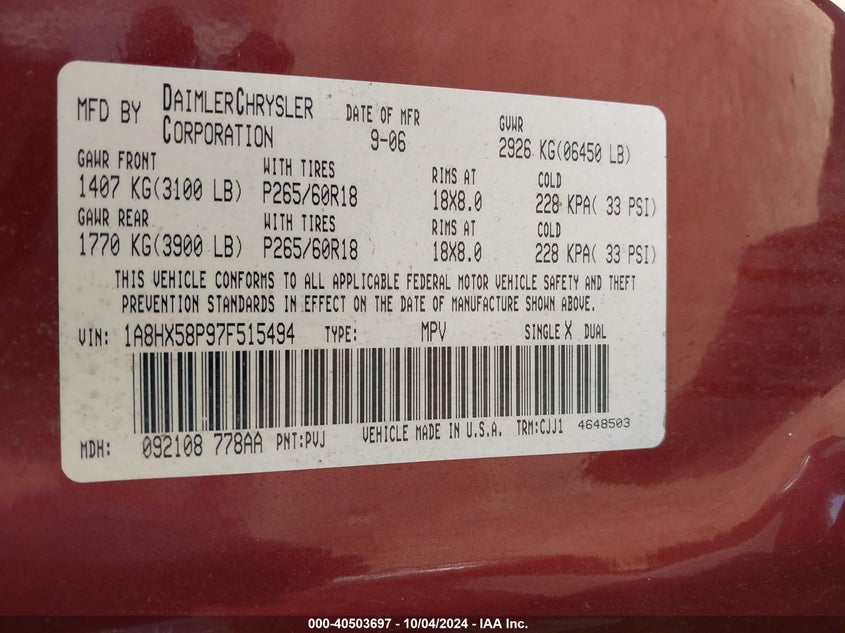 MFD BY DAIMLERCHRYSLER CORPORATION DATE OF MFR 9-06 GVWR 2926 KG(06450 LB)
GAWR FRONT WITH TIRES RIMS AT COLD
1407 KG(3100 LB) P265/60R18 18X8.0 228 KPA( 33 PSI)
GAWR REAR WITH TIRES RIMS AT COLD
1770 KG(3900 LB) P265/60R18 18X8.0 228 KPA( 33 PSI)
THIS VEHICLE CONFORMS TO ALL APPLICABLE FEDERAL MOTOR VEHICLE SAFETY AND THEFT
PREVENTION STANDARDS IN EFFECT ON THE DATE OF MANUFACTURE SHOWN ABOVE.
VIN: 1A8HX58P97F515494 TYPE: MPV SINGLE X DUAL
MDH: 092108 778AA PNT:PVJ VEHICLE MADE IN U.S.A. TRM:CJJ1 4648503
000-40503697 - 10/04/2024 - IAA Inc.